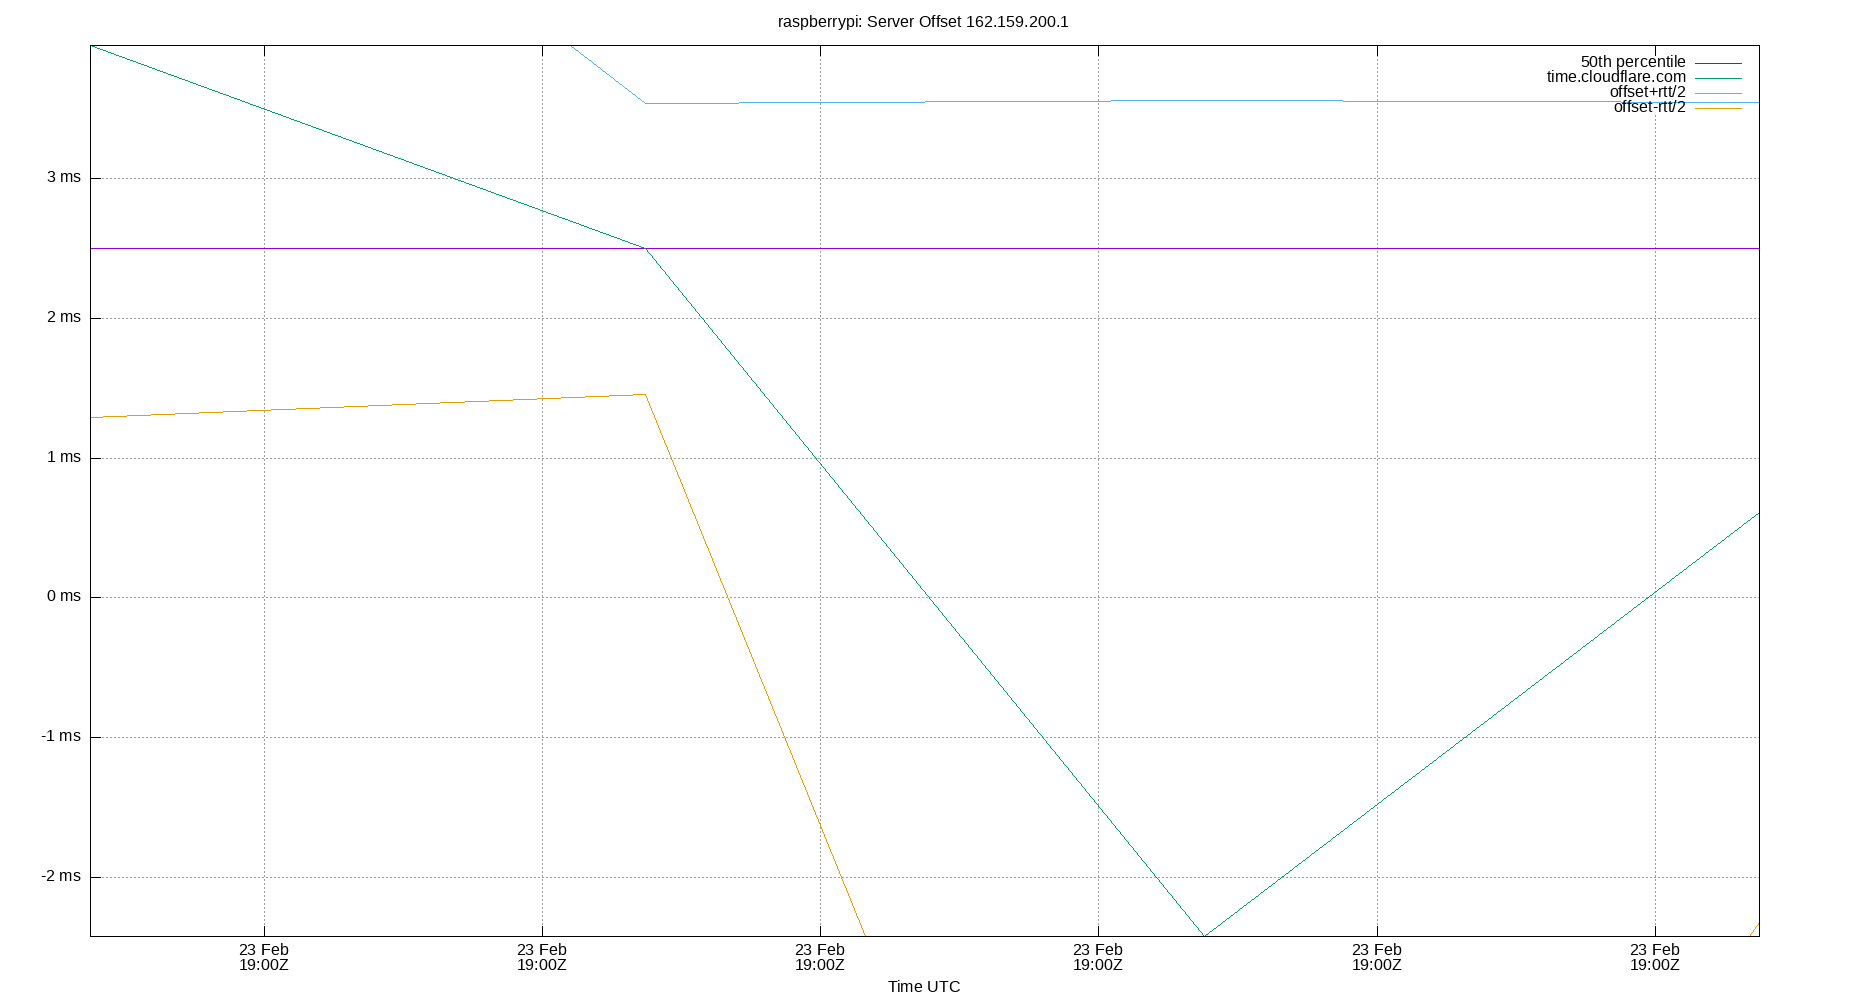 raspberrypi: Server Offset 162.159.200.1
50th percentile
time.cloudflare.com
offset+rtt/2
offset-rtt/2
3 ms
2 ms
1 ms
0 ms
-1 ms
-2 ms
23 Feb 23 Feb 23 Feb 23 Feb 23 Feb 23 Feb
19:00Z 19:00Z 19:00Z 19:00Z 19:00Z 19:00Z
Time UTC